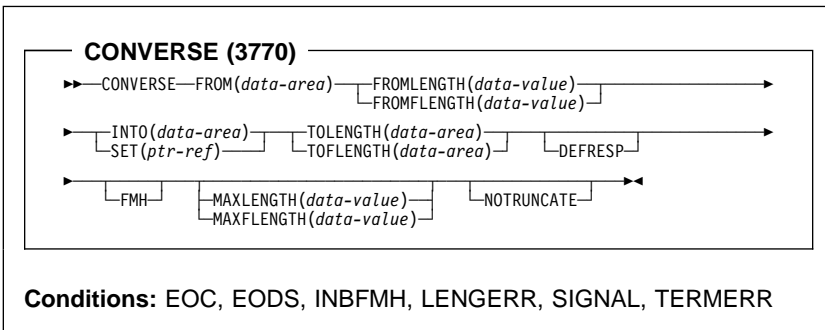 CONVERSE (3770)
CONVERSE FROM(data-area) FROMLENGTH(data-value)
FROMFLENGTH(data-value)
INTO(data-area) TOLENGTH(data-area)
SET(ptr-ref) TOFLENGTH(data-area) DEFRESP
FMH MAXLENGTH(data-value) NOTRUNCATE
MAXFLENGTH(data-value)
Conditions: EOC, EODS, INBFMH, LENGERR, SIGNAL, TERMERR